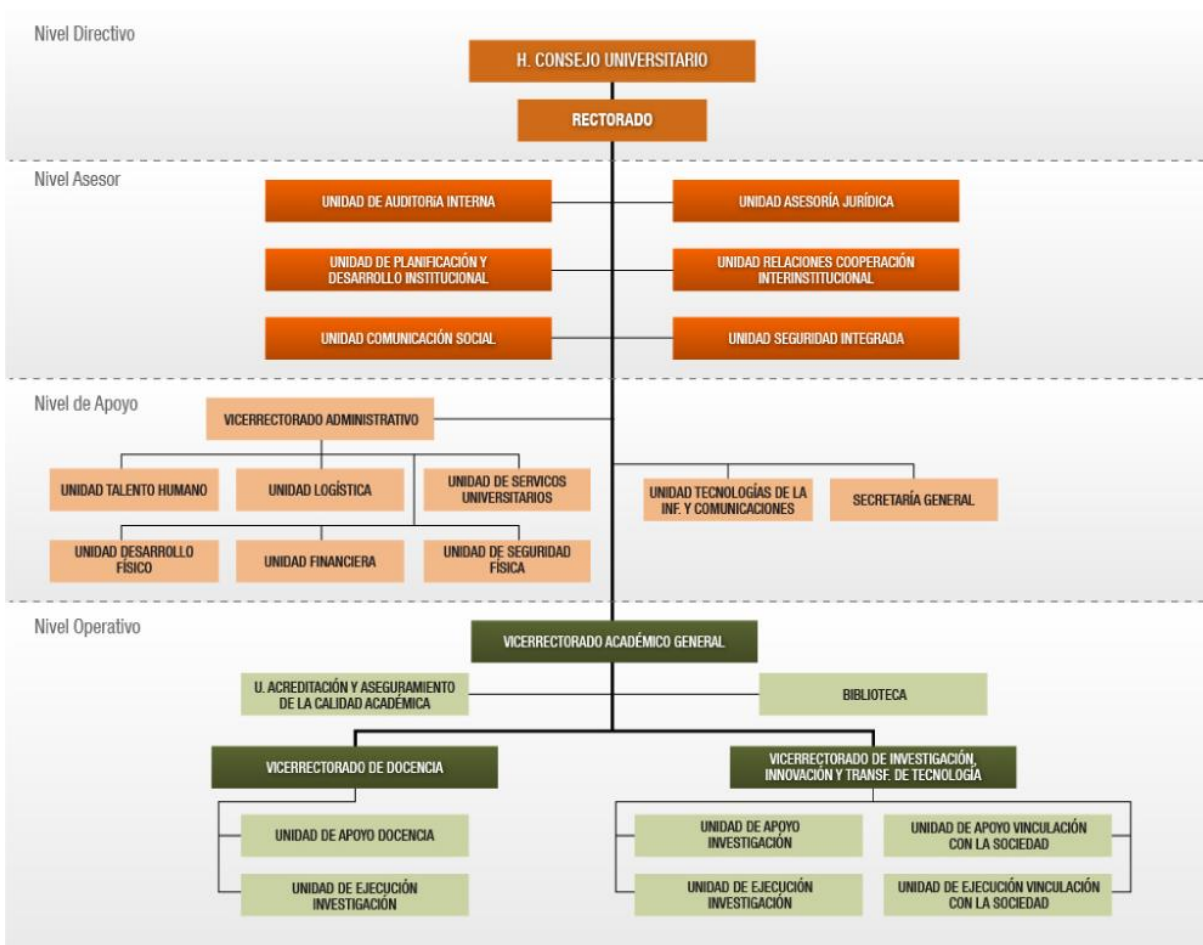 Nivel Directivo
H. CONSEJO UNIVERSITARIO
RECTORADO
Nivel Asesor
UNIDAD DE AUDITORIA INTERNA
UNIDAD ASESORÍA JURÍDICA
UNIDAD DE PLANIFICACIÓN Y
DESARROLLO INSTITUCIONAL
UNIDAD RELACIONES COOPERACIÓN
INTERINSTITUCIONAL
UNIDAD COMUNICACIÓN SOCIAL
UNIDAD SEGURIDAD INTEGRADA
Nivel de Apoyo
VICERRECTORADO ADMINISTRATIVO
UNIDAD TALENTO HUMANO
UNIDAD LOGÍSTICA
UNIDAD DE SERVICOS
UNIVERSITARIOS
UNIDAD TECNOLOGÍAS DE LA
INF. Y COMUNICACIONES
SECRETARÍA GENERAL
UNIDAD DESARROLLO
FÍSICO
UNIDAD FINANCIERA
UNIDAD DE SEGURIDAD
FÍSICA
Nivel Operativo
VICERRECTORADO ACADÉMICO GENERAL
U. ACREDITACIÓN Y ASEGURAMIENTO
DE LA CALIDAD ACADÉMICA
BIBLIOTECA
VICERRECTORADO DE DOCENCIA
VICERRECTORADO DE INVESTIGACIÓN,
INNOVACIÓN Y TRANSF. DE TECNOLOGÍA
UNIDAD DE APOYO DOCENCIA
UNIDAD DE APOYO
INVESTIGACIÓN
UNIDAD DE APOYO VINCULACIÓN
CON LA SOCIEDAD
UNIDAD DE EJECUCIÓN
INVESTIGACIÓN
UNIDAD DE EJECUCIÓN
INVESTIGACIÓN
UNIDAD DE EJECUCIÓN VINCULACIÓN
CON LA SOCIEDAD